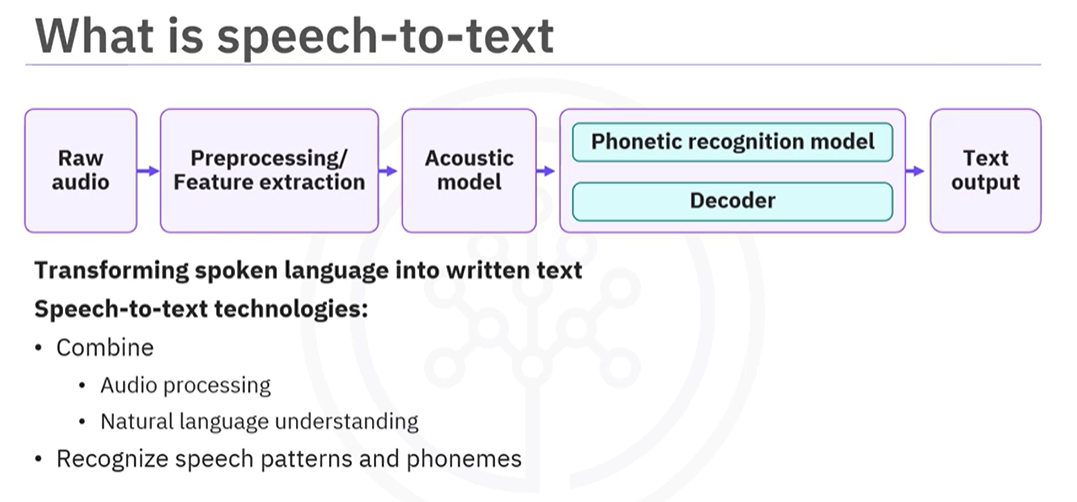 What is speech-to-text
Raw
audio
Preprocessing/
Feature extraction
Acoustic
model
Phonetic recognition model
Decoder
Text
output
Transforming spoken language into written text
Speech-to-text technologies:
• Combine
• Audio processing
• Natural language understanding
• Recognize speech patterns and phonemes